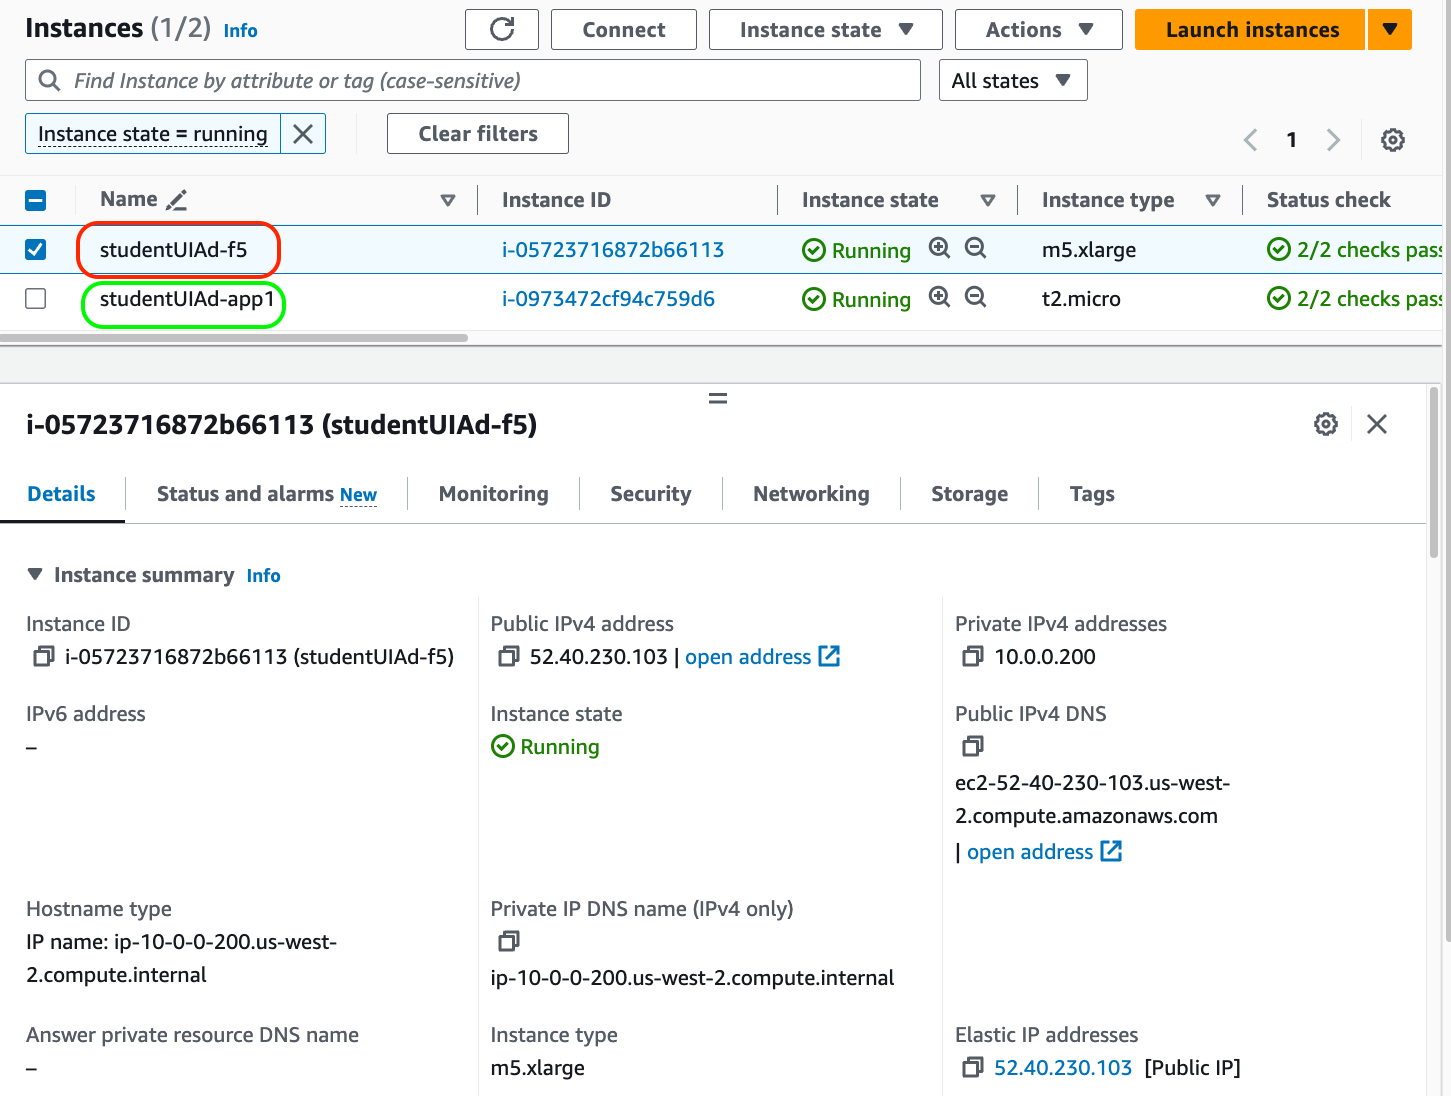 Instances (1/2) Info
Connect
Instance state
Actions
Launch instances
Find Instance by attribute or tag (case-sensitive)
All states
Instance state = running
Clear filters
1
Name
Instance ID
Instance state
Instance type
Status check
studentUIAd-f5
i-05723716872b66113
Running
m5.xlarge
2/2 checks pass
studentUIAd-app1
i-0973472cf94c759d6
Running
t2.micro
2/2 checks pass
i-05723716872b66113 (studentUIAd-f5)
Details
Status and alarms New
Monitoring
Security
Networking
Storage
Tags
Instance summary Info
Instance ID
i-05723716872b66113 (studentUIAd-f5)
Public IPv4 address
52.40.230.103 | open address
Private IPv4 addresses
10.0.0.200
IPv6 address
–
Instance state
Running
Public IPv4 DNS
ec2-52-40-230-103.us-west-
2.compute.amazonaws.com
| open address
Hostname type
IP name: ip-10-0-0-200.us-west-
2.compute.internal
Private IP DNS name (IPv4 only)
ip-10-0-0-200.us-west-2.compute.internal
Answer private resource DNS name
–
Instance type
m5.xlarge
Elastic IP addresses
52.40.230.103 [Public IP]